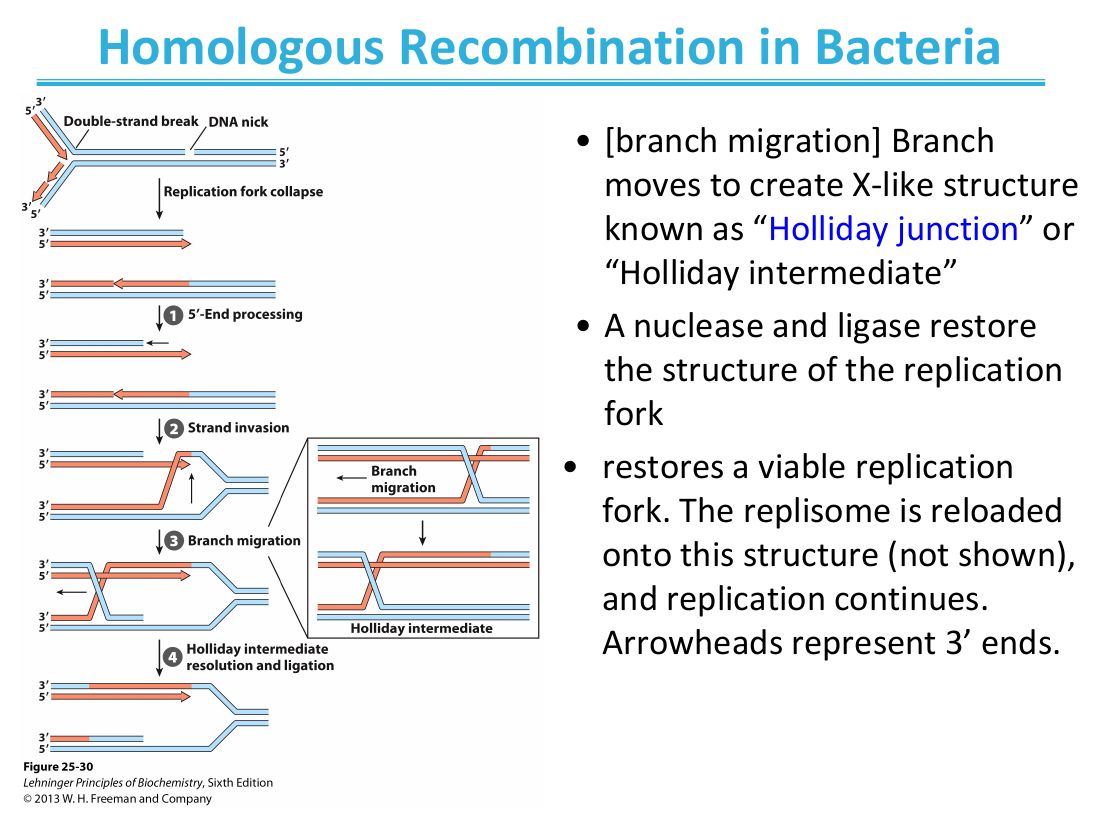 Homologous Recombination in Bacteria
3’
5’
Double-strand break
DNA nick
5’
3’
3’
5’
Replication fork collapse
3’
5’
3’
5’
1 5’-End processing
3’
5’
3’
5’
2 Strand invasion
3’
5’
3’
5’
Branch
migration
3 Branch migration
3’
5’
3’
5’
Holliday intermediate
4 Holliday intermediate
resolution and ligation
3’
5’
3’
5’
Figure 25-30
Lehninger Principles of Biochemistry, Sixth Edition
© 2013 W. H. Freeman and Company
• [branch migration] Branch
moves to create X-like structure
known as “Holliday junction” or
“Holliday intermediate”
• A nuclease and ligase restore
the structure of the replication
fork
• restores a viable replication
fork. The replisome is reloaded
onto this structure (not shown),
and replication continues.
Arrowheads represent 3’ ends.